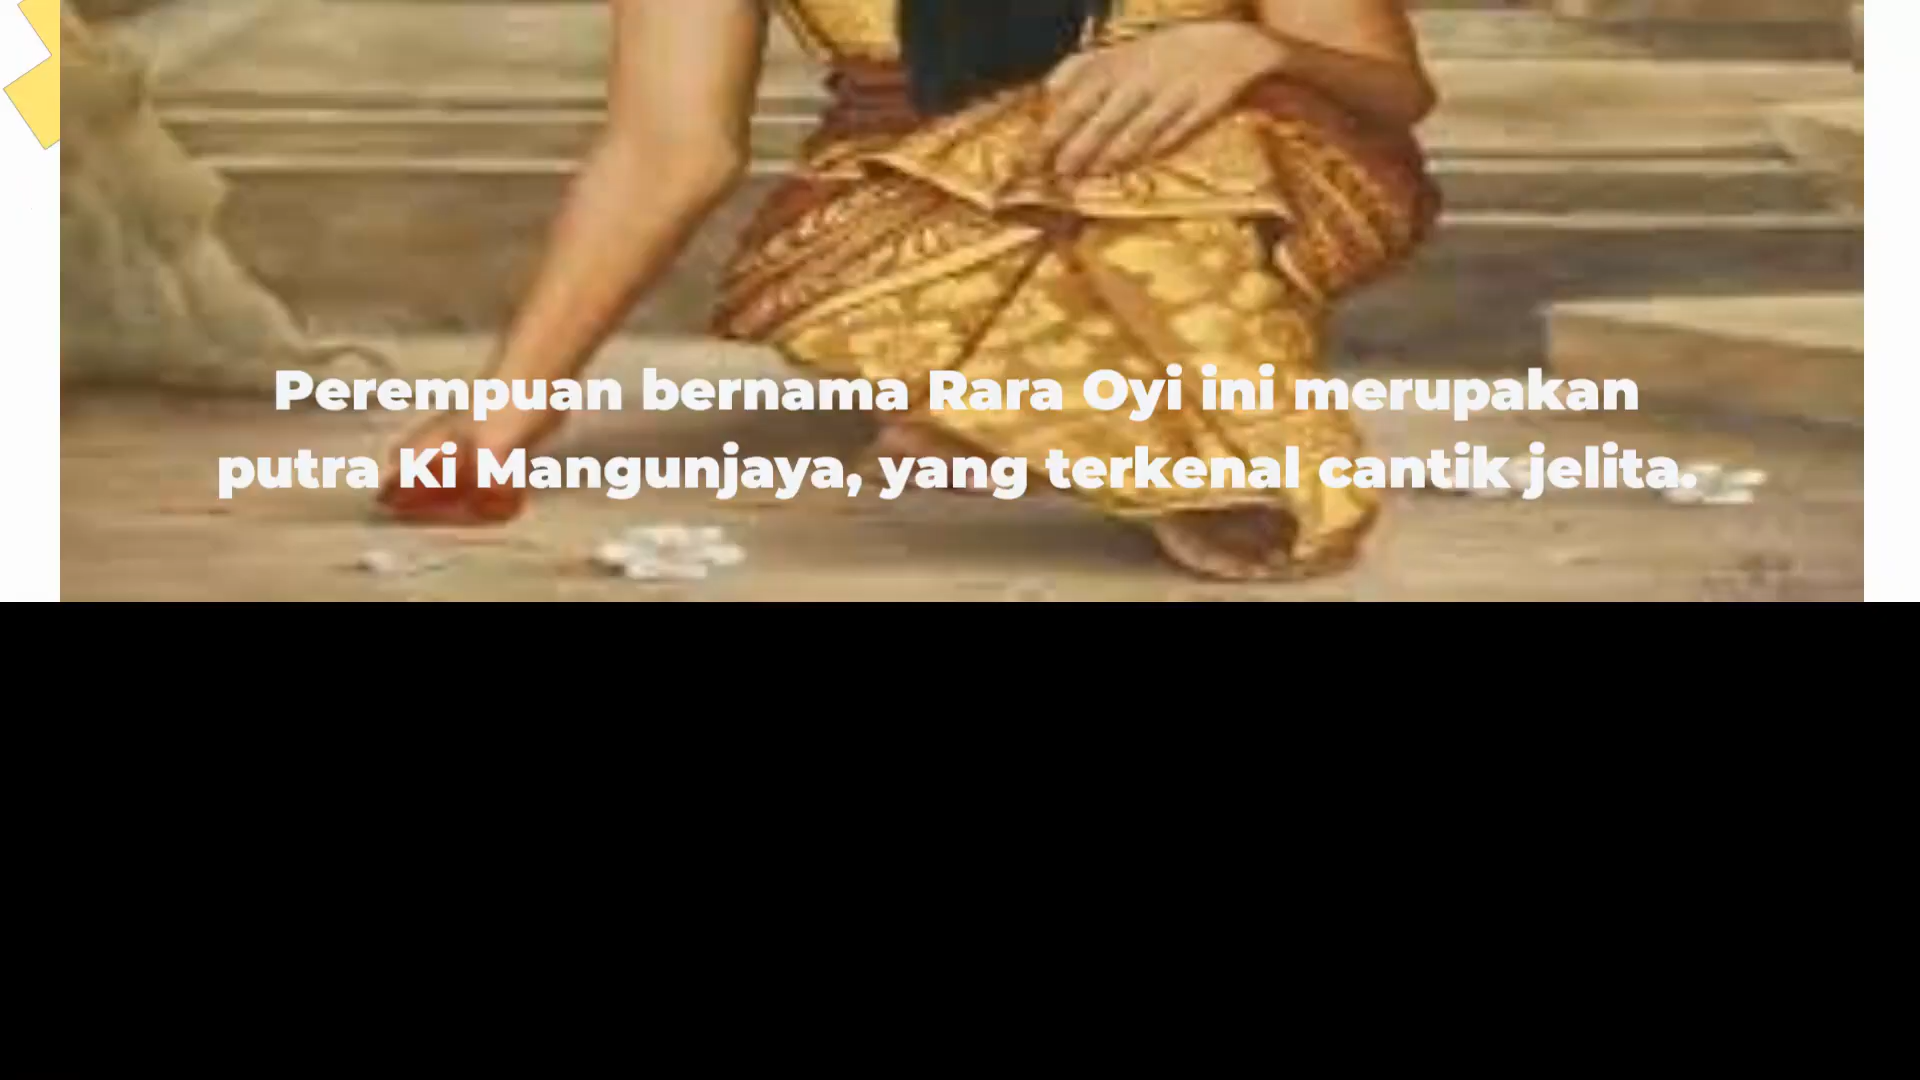 Perempuan bernama Rara Oyi ini merupakan
putra Ki Mangunjaya, yang terkenal cantik jelita.